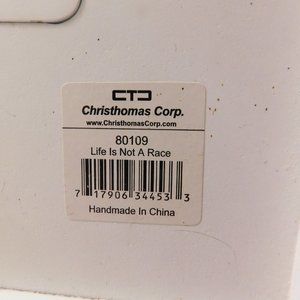 CTC
Christhomas Corp.
www.ChristhomasCorp.com
80109
Life Is Not A Race
7 17906 34453 3
Handmade In China